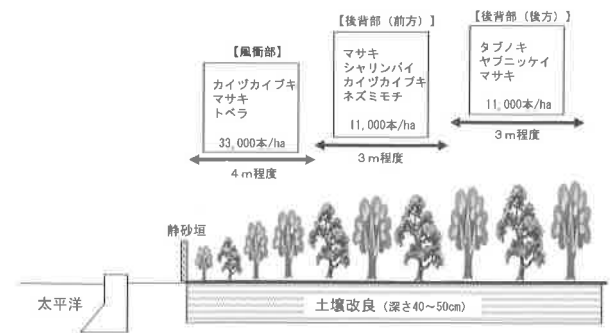 【風衝部】
カイヅカイブキ
マサキ
トベラ
33,000本/ha
4m程度
【後背部(前方)】
マサキ
シャリンバイ
カイヅカイブキ
ネズミモチ
11,000本/ha
3m程度
【後背部(後方)】
タブノキ
ヤブニッケイ
マサキ
11,000本/ha
3m程度
静砂垣
太平洋
土壌改良(深さ40~50cm)